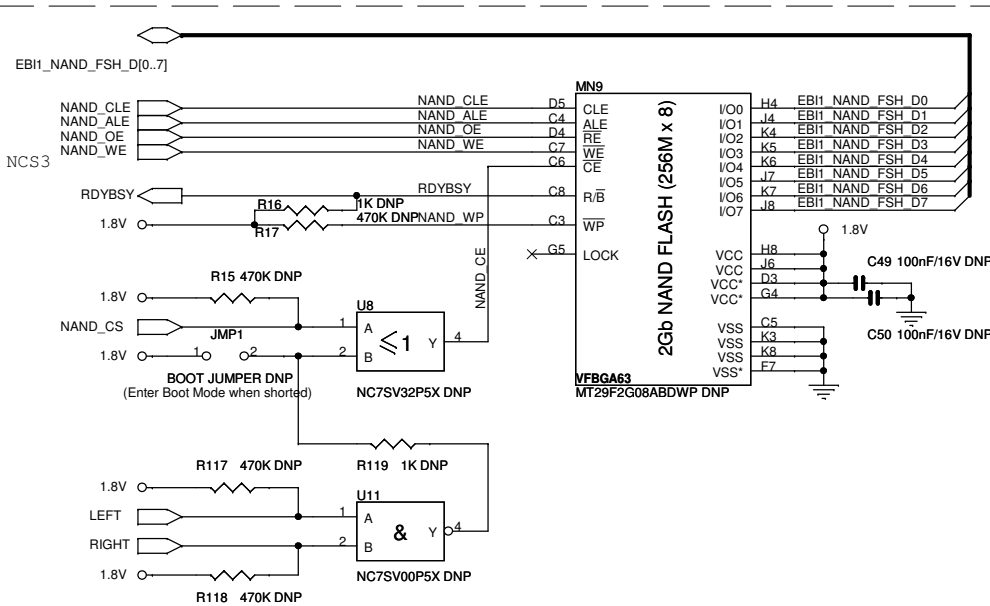 EBI1_NAND_FSH_D[0..7]
NCS3
NAND_CLE
NAND_ALE
NAND_OE
NAND_WE
NAND_CLE
NAND_ALE
NAND_OE
NAND_WE
RDYBSY
RDYBSY
1.8V
R16
1K DNP
R17
470K DNP
NAND_WP
NAND_CE
MN9
D5
C4
D4
C7
C6
C8
C3
G5
CLE
ALE
RE
WE
CE
R/B
WP
LOCK
2Gb NAND FLASH (256M x 8)
I/O0
I/O1
I/O2
I/O3
I/O4
I/O5
I/O6
I/O7
H4
J4
K4
K5
K6
J7
K7
J8
EBI1_NAND_FSH_D0
EBI1_NAND_FSH_D1
EBI1_NAND_FSH_D2
EBI1_NAND_FSH_D3
EBI1_NAND_FSH_D4
EBI1_NAND_FSH_D5
EBI1_NAND_FSH_D6
EBI1_NAND_FSH_D7
1.8V
VCC
VCC
VCC*
VCC*
H8
J6
D3
G4
C49 100nF/16V DNP
C50 100nF/16V DNP
VSS
VSS
VSS
VSS*
C5
K3
K8
F7
VFBGA63
MT29F2G08ABDWP DNP
R15 470K DNP
1.8V
NAND_CS
JMP1
1.8V
1
2
BOOT JUMPER DNP
(Enter Boot Mode when shorted)
U8
1
A
2
B
≤1
Y
4
NC7SV32P5X DNP
R119 1K DNP
R117 470K DNP
1.8V
LEFT
RIGHT
1.8V
R118 470K DNP
U11
1
A
2
B
&
Y
4
NC7SV00P5X DNP